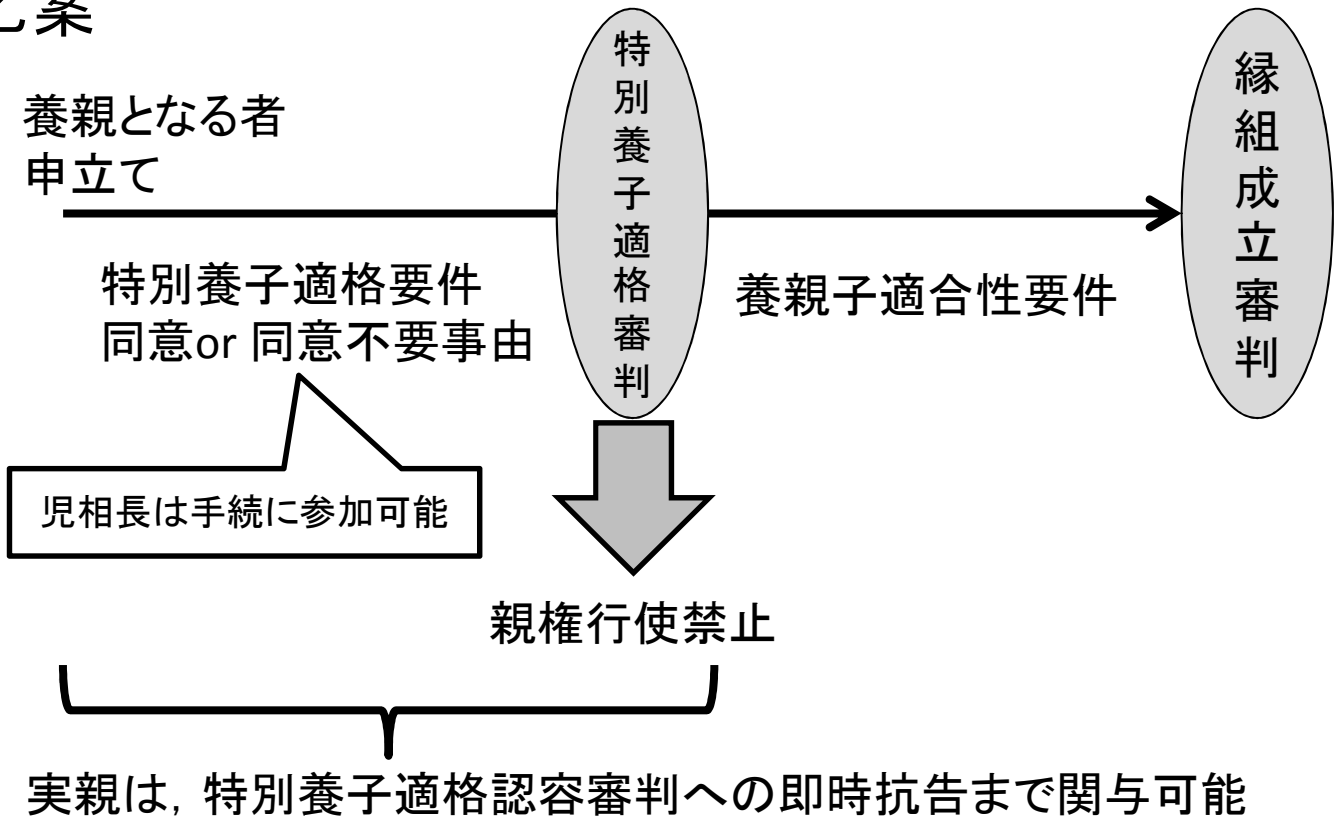 乙案
養親となる者
申立て
特別養子適格審判
縁組成立審判
特別養子適格要件
同意or 同意不要事由
養親子適合性要件
児相長は手続に参加可能
親権行使禁止
実親は，特別養子適格認容審判への即時抗告まで関与可能